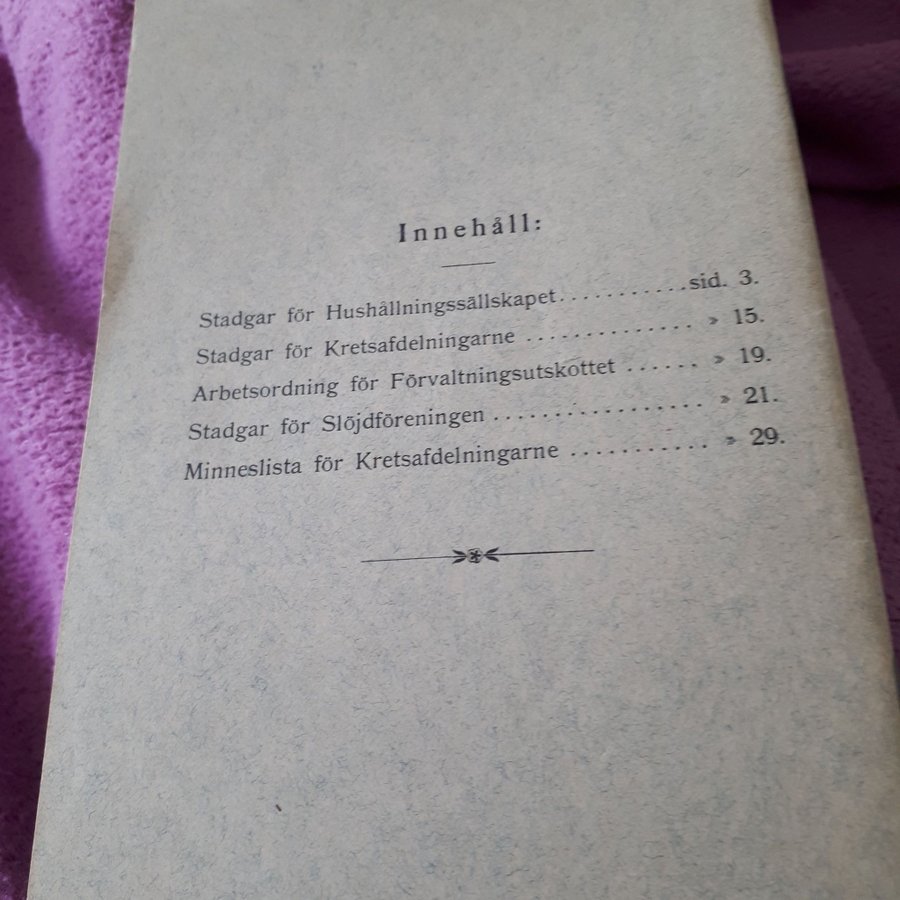 Innehåll:
Stadgar för Hushållningssällskapet...........sid. 3.
Stadgar för Kretsafdelningarne .............. » 15.
Arbetsordning för Förvaltningsutskottet ...... » 19.
Stadgar för Slöjdföreningen .................. » 21.
Minneslista för Kretsafdelningarne ............ » 29.